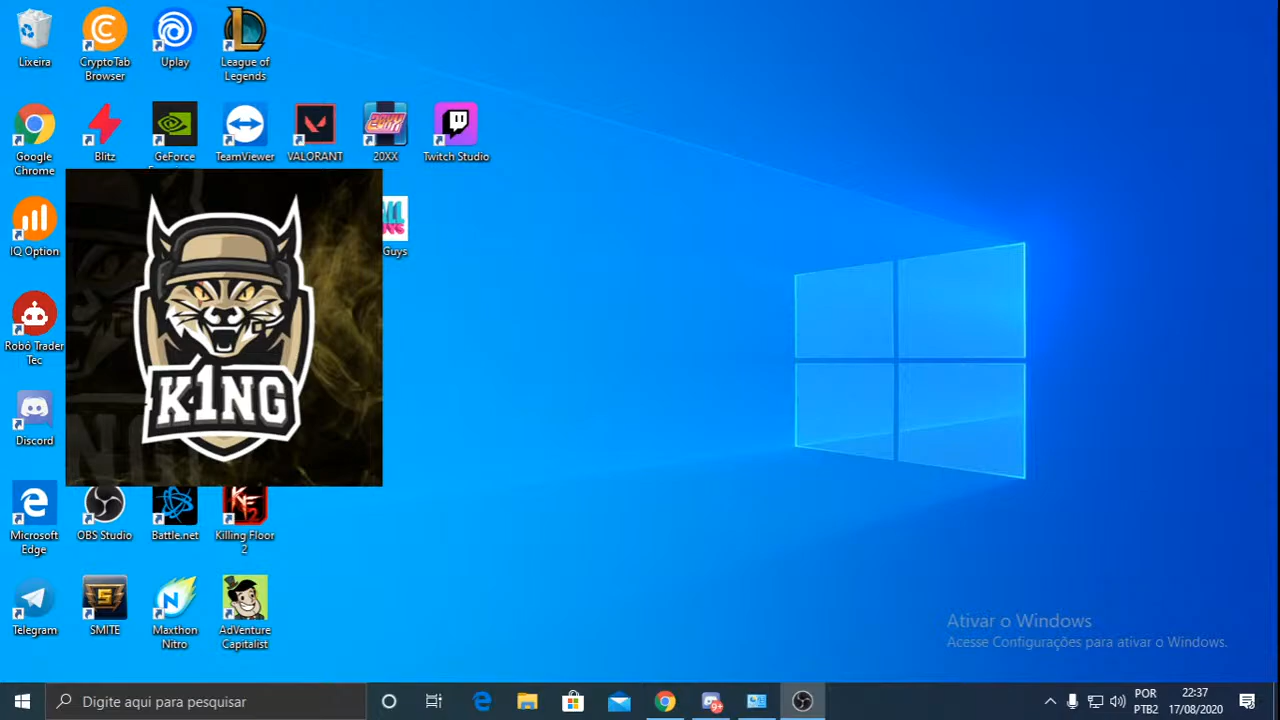 Lixeira
CryptoTab
Browser
Uplay
League of
Legends
Google
Chrome
Blitz
GeForce
TeamViewer
VALORANT
20XX
Twitch Studio
IQ Option
Guys
Robô Trader
Tec
K1NG
Discord
Microsoft
Edge
OBS Studio
Battle.net
Killing Floor
2
Telegram
SMITE
Maxthon
Nitro
AdVenture
Capitalist
Ativar o Windows
Acesse Configurações para ativar o Windows.
Digite aqui para pesquisar
9+
POR
PTB2
22:37
17/08/2020